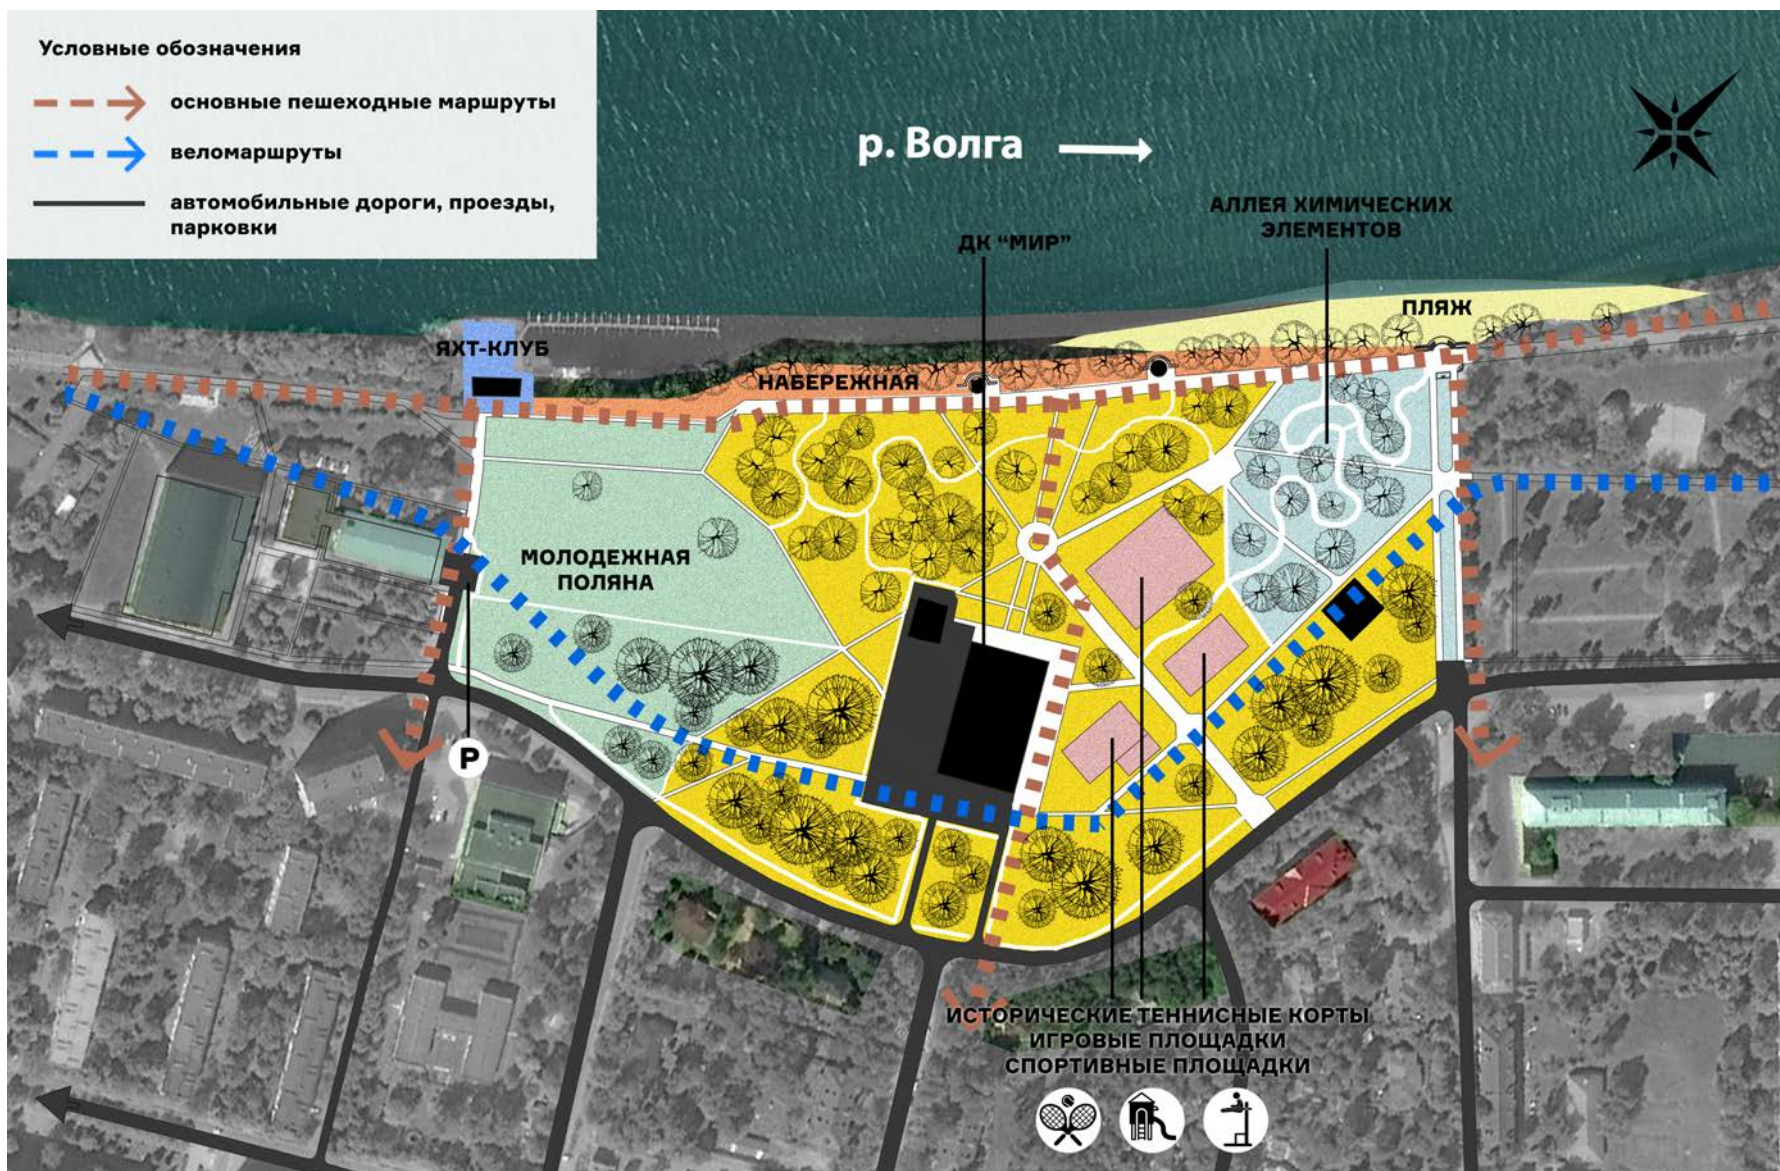 Условные обозначения
основные пешеходные маршруты
веломаршруты
автомобильные дороги, проезды,
парковки
р. Волга
АЛЛЕЯ ХИМИЧЕСКИХ
ЭЛЕМЕНТОВ
ДК “МИР”
ПЛЯЖ
ЯХТ-КЛУБ
НАБЕРЕЖНАЯ
МОЛОДЕЖНАЯ
ПОЛЯНА
P
ИСТОРИЧЕСКИЕ ТЕННИСНЫЕ КОРТЫ
ИГРОВЫЕ ПЛОЩАДКИ
СПОРТИВНЫЕ ПЛОЩАДКИ